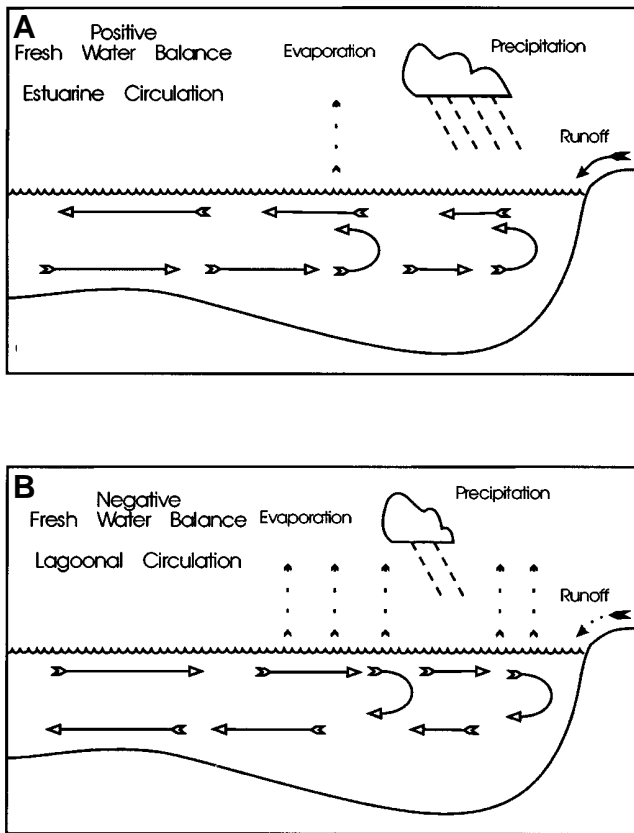 A
Positive
Fresh Water Balance
Estuarine Circulation
Evaporation
Precipitation
Runoff
B
Negative
Fresh Water Balance
Lagoonal Circulation
Evaporation
Precipitation
Runoff